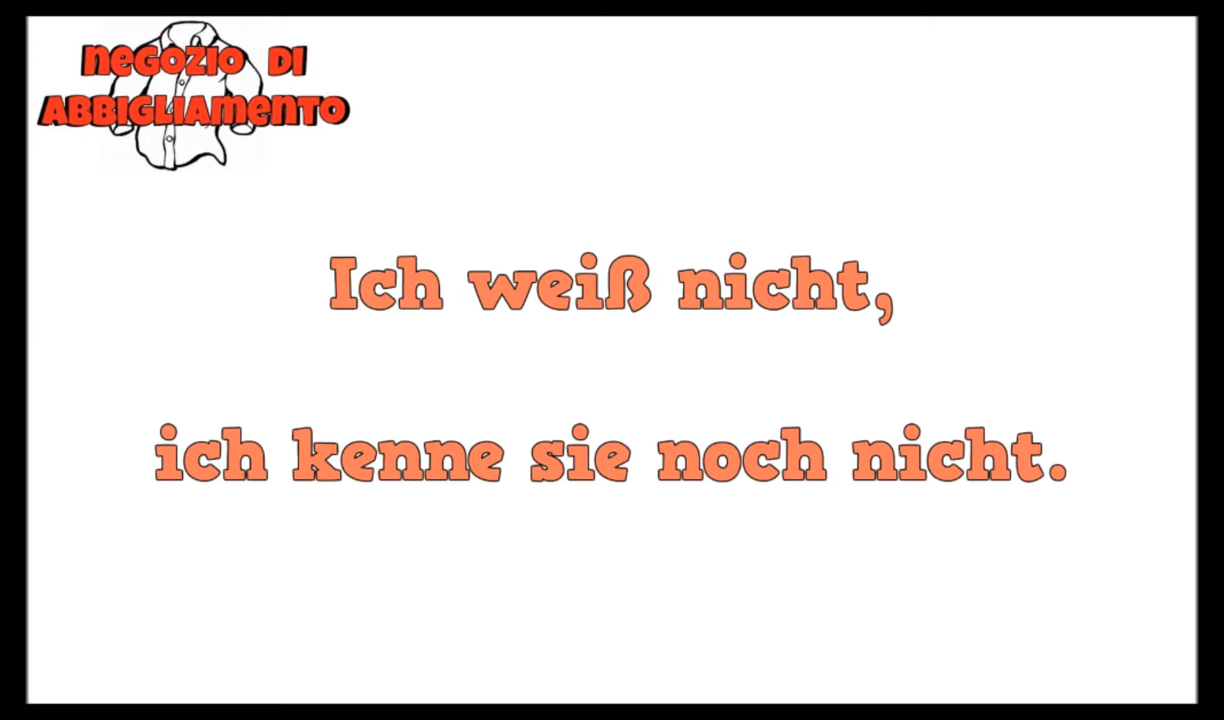 NEGOZIO DI
ABBIGLIAMENTO
Ich weiß nicht,
ich kenne sie noch nicht.